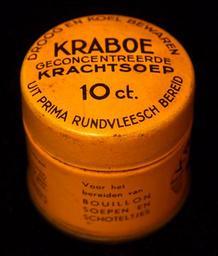 DROOG EN KOEL BEWAREN
KRABOE
GECONCENTREERDE
KRACHTSOEP
10 ct.
UIT PRIMA RUNDVLEESCH BEREID
Voor het
bereiden van
BOUILLON
SOEPEN EN
SCHOTELTJES